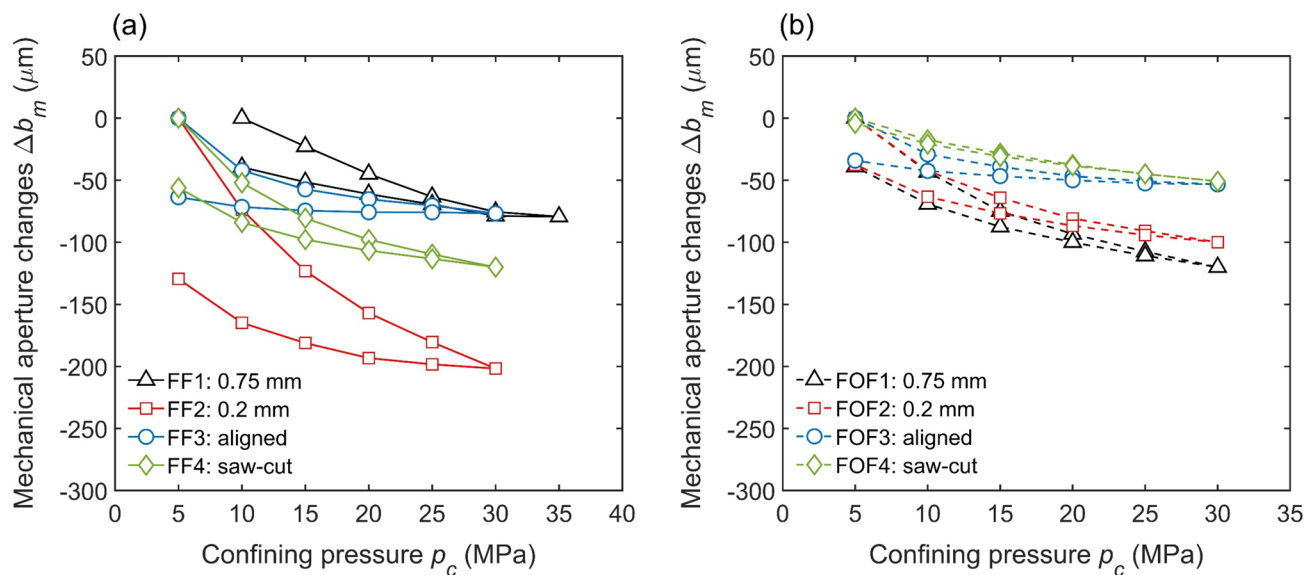 (a)
Mechanical aperture changes Δb_m (μm)
50
0
-50
-100
-150
-200
-250
-300
FF1: 0.75 mm
FF2: 0.2 mm
FF3: aligned
FF4: saw-cut
0 5 10 15 20 25 30 35 40
Confining pressure p_c (MPa)
(b)
Mechanical aperture changes Δb_m (μm)
50
0
-50
-100
-150
-200
-250
-300
FOF1: 0.75 mm
FOF2: 0.2 mm
FOF3: aligned
FOF4: saw-cut
0 5 10 15 20 25 30 35
Confining pressure p_c (MPa)